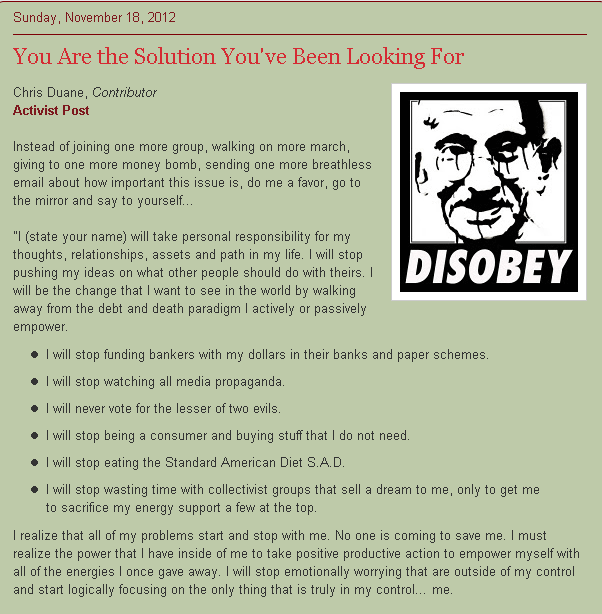 Sunday, November 18, 2012
You Are the Solution You've Been Looking For
Chris Duane, Contributor
Activist Post
DISOBEY
Instead of joining one more group, walking on more march,
giving to one more money bomb, sending one more breathless
email about how important this issue is, do me a favor, go to
the mirror and say to yourself...
"I (state your name) will take personal responsibility for my
thoughts, relationships, assets and path in my life. I will stop
pushing my ideas on what other people should do with theirs. I
will be the change that I want to see in the world by walking
away from the debt and death paradigm I actively or passively
empower.
● I will stop funding bankers with my dollars in their banks and paper schemes.
● I will stop watching all media propaganda.
● I will never vote for the lesser of two evils.
● I will stop being a consumer and buying stuff that I do not need.
● I will stop eating the Standard American Diet S.A.D.
● I will stop wasting time with collectivist groups that sell a dream to me, only to get me
to sacrific my energy support a few at the top.
I realize that all of my problems start and stop with me. No one is coming to save me. I must
realize the power that I have inside of me to take positive productive action to empower myself with
all of the energies I once gave away. I will stop emotionally worrying that are outside of my control
and start logically focusing on the only thing that is truly in my control... me.